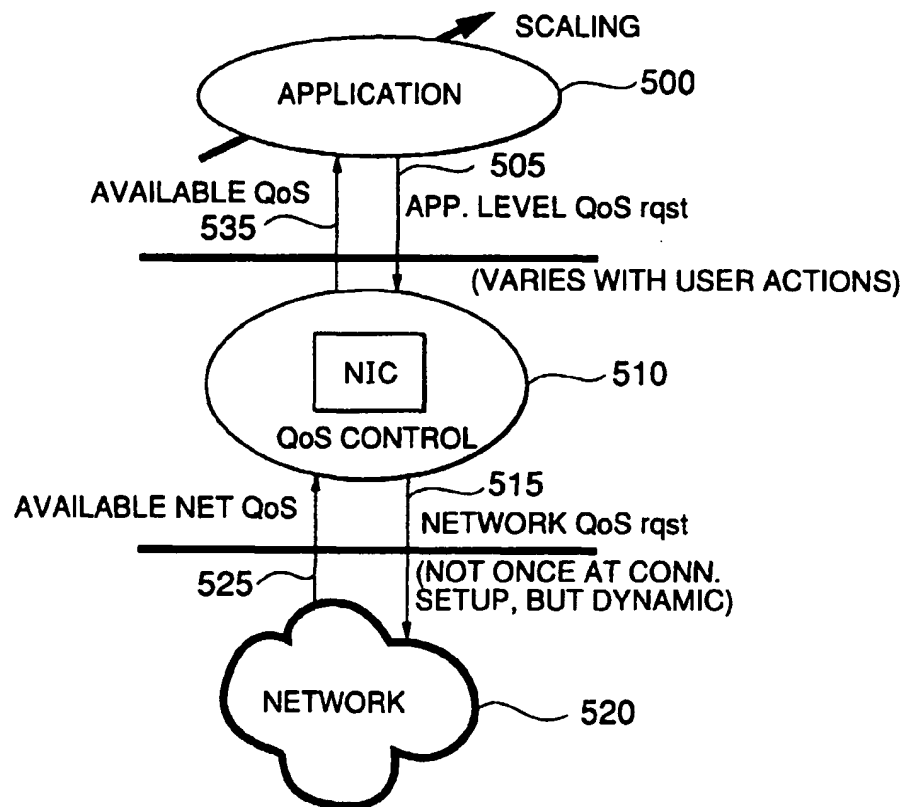 SCALING
APPLICATION
500
505
AVAILABLE QoS
535
APP. LEVEL QoS rqst
(VARIES WITH USER ACTIONS)
NIC
510
QoS CONTROL
515
AVAILABLE NET QoS
NETWORK QoS rqst
525
(NOT ONCE AT CONN.
SETUP, BUT DYNAMIC)
NETWORK
520